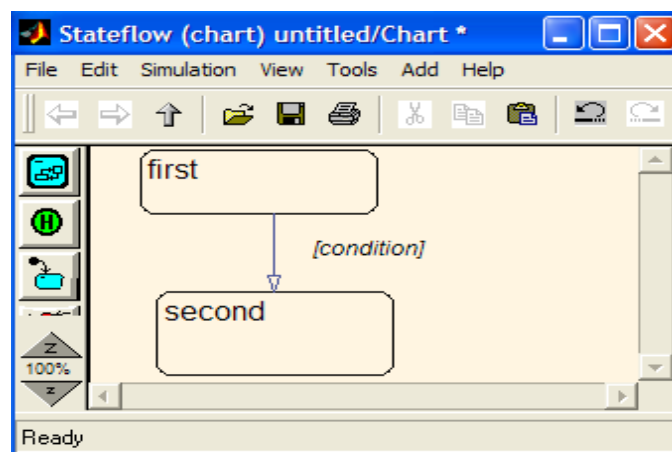 Stateflow (chart) untitled/Chart *
File Edit Simulation View Tools Add Help
first
H
[condition]
second
Z
100%
z
Ready